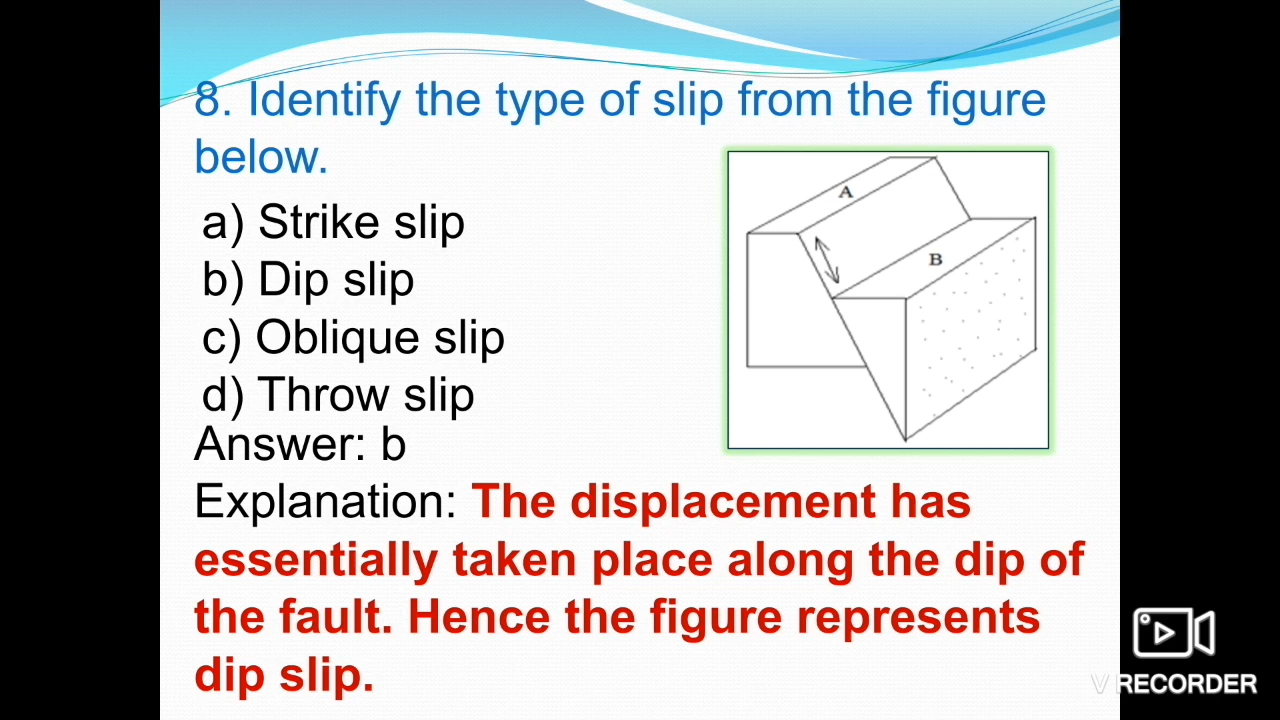 8. Identify the type of slip from the figure
below.
a) Strike slip
b) Dip slip
c) Oblique slip
d) Throw slip
A
B
Answer: b
Explanation: The displacement has
essentially taken place along the dip of
the fault. Hence the figure represents
dip slip.
V RECORDER